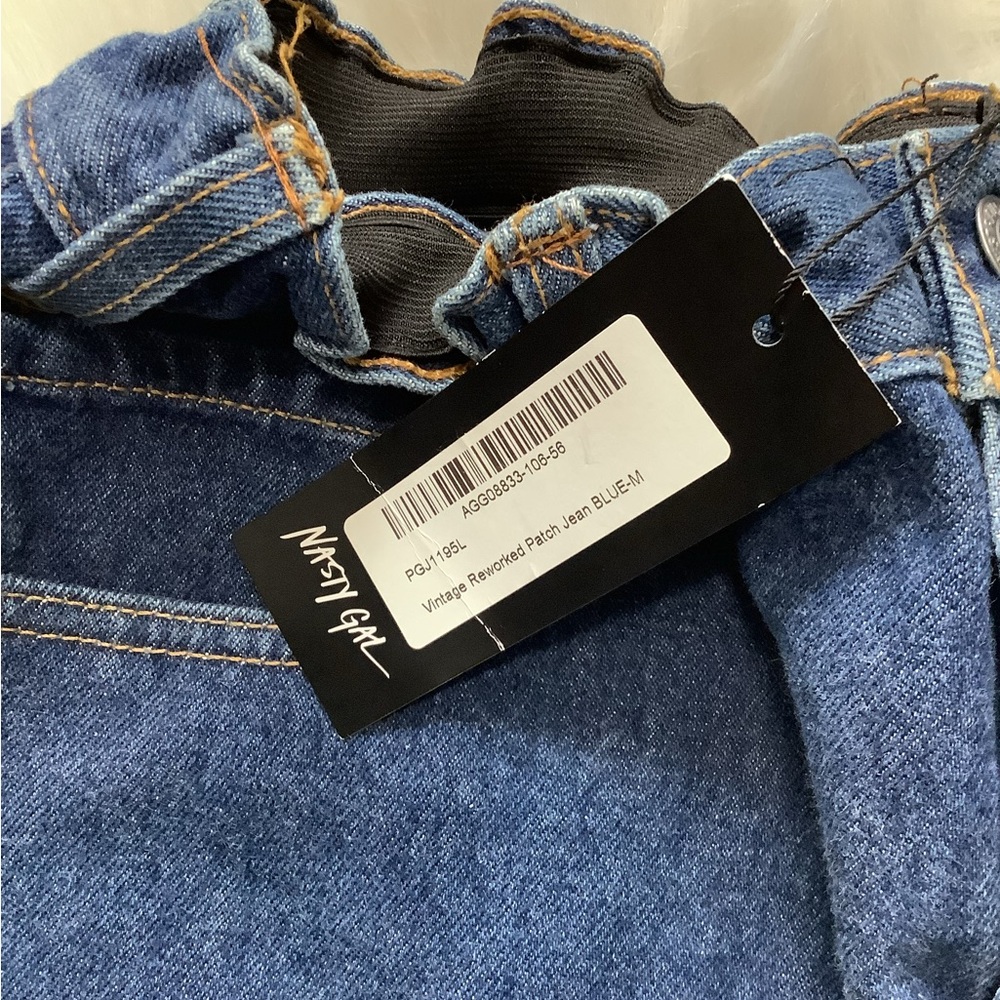 AGG08833-106-56
PGJ1195L
Vintage Reworked Patch Jean BLUE-M
NASTY GAL